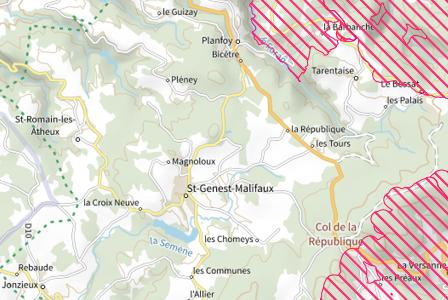 le Guizay
la Barbanche
Planfoy
Bicêtre
Tarentaise
Pléney
Le Bessat
les Palais
St-Romain-les-
Atheux
la République
les Tours
Magnoloux
St-Genest-Malifaux
la Croix Neuve
D10
Col de la
République
la Semène
les Chomeys
La Versanne
Rebaude
les Communes
les Préaux
Jonzieux
l'Allier